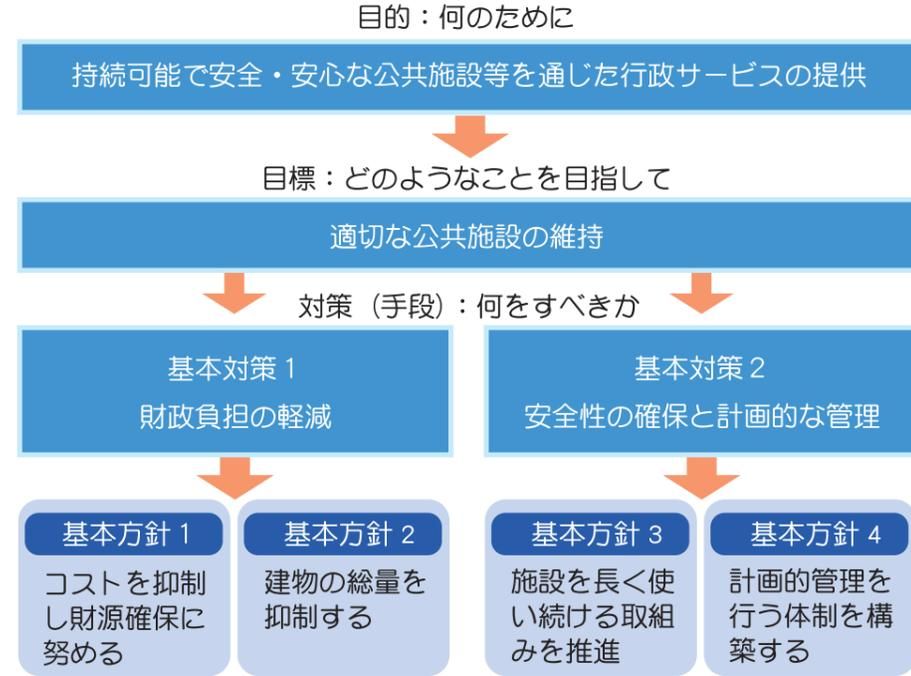 目的：何のために
持続可能で安全・安心な公共施設等を通じた行政サービスの提供
目標：どのようなことを目指して
適切な公共施設の維持
対策（手段）：何をすべきか
基本対策1
財政負担の軽減
基本対策2
安全性の確保と計画的な管理
基本方針1
コストを抑制
し財源確保に
努める
基本方針2
建物の総量を
抑制する
基本方針3
施設を長く使
い続ける取組
みを推進
基本方針4
計画的管理を
行う体制を構
築する